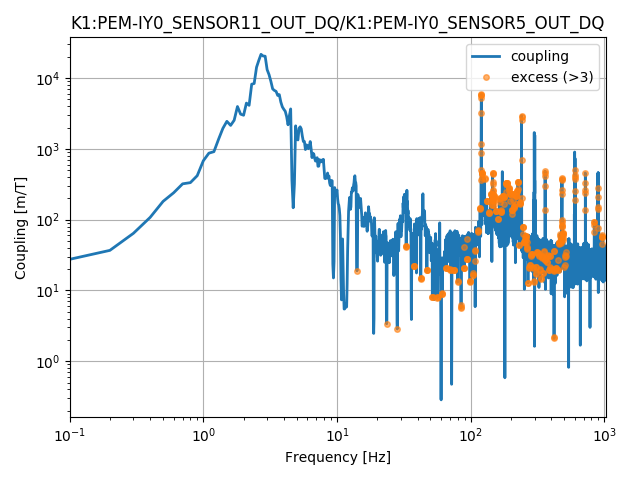 K1:PEM-IY0_SENSOR11_OUT_DQ/K1:PEM-IY0_SENSOR5_OUT_DQ
coupling
excess (>3)
Coupling [m/T]
10⁴
10³
10²
10¹
10⁰
10⁻¹
10⁰
10¹
10²
10³
Frequency [Hz]